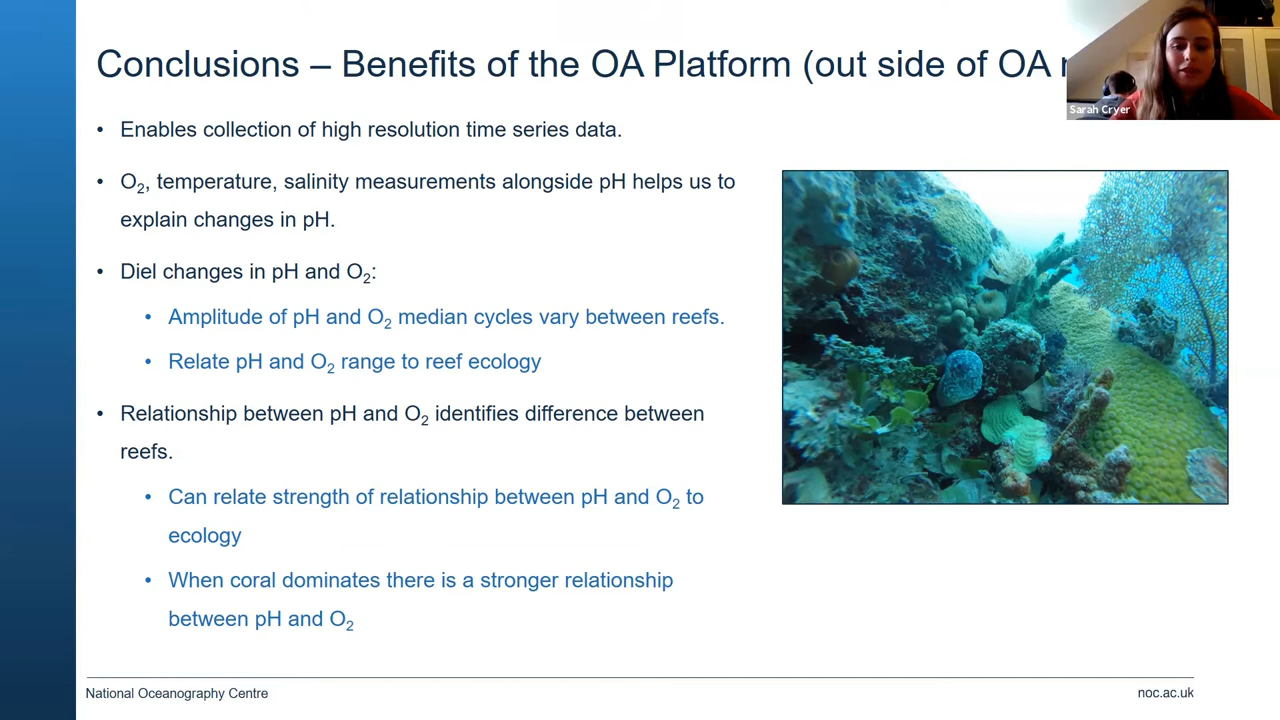 Conclusions – Benefits of the OA Platform (out side of OA
Sarah Cryer
• Enables collection of high resolution time series data.
• O₂, temperature, salinity measurements alongside pH helps us to
explain changes in pH.
• Diel changes in pH and O₂:
• Amplitude of pH and O₂ median cycles vary between reefs.
• Relate pH and O₂ range to reef ecology
• Relationship between pH and O₂ identifies difference between
reefs.
• Can relate strength of relationship between pH and O₂ to
ecology
• When coral dominates there is a stronger relationship
between pH and O₂
National Oceanography Centre
noc.ac.uk